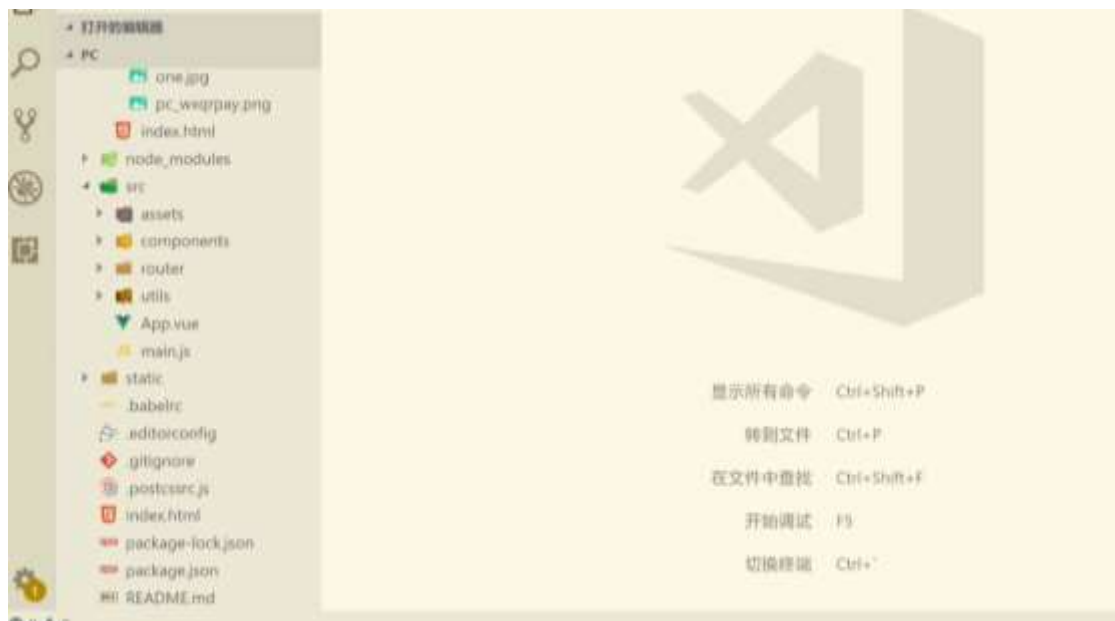 打开的编辑器
PC
one.jpg
pc_wxqrpay.png
index.html
node_modules
src
assets
components
router
utils
App.vue
main.js
static
.babelrc
.editorconfig
.gitignore
.postcssrc.js
index.html
package-lock.json
package.json
README.md
显示所有命令 Ctrl+Shift+P
转到文件 Ctrl+P
在文件中查找 Ctrl+Shift+F
开始调试 F5
切换终端 Ctrl+`